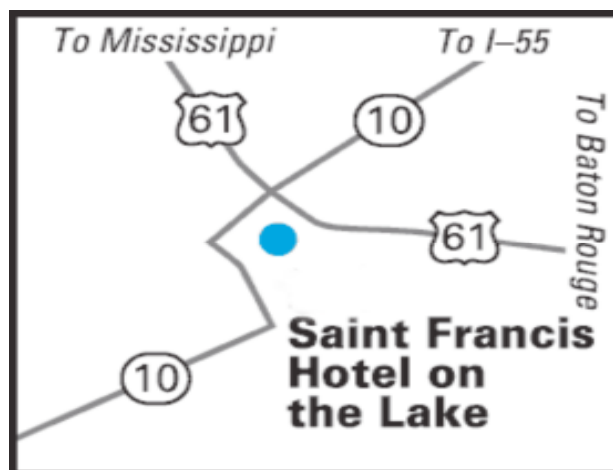 To Mississippi
To I–55
61
10
To Baton Rouge
61
Saint Francis
Hotel on
the Lake
10